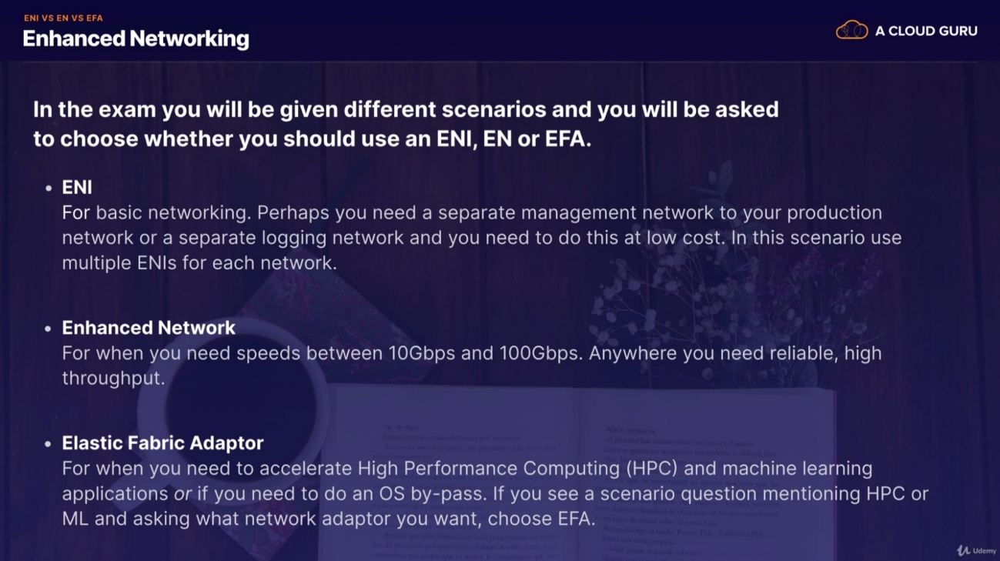 ENI VS EN VS EFA
Enhanced Networking
A CLOUD GURU
In the exam you will be given different scenarios and you will be asked
to choose whether you should use an ENI, EN or EFA.
• ENI
For basic networking. Perhaps you need a separate management network to your production
network or a separate logging network and you need to do this at low cost. In this scenario use
multiple ENIs for each network.
• Enhanced Network
For when you need speeds between 10Gbps and 100Gbps. Anywhere you need reliable, high
throughput.
• Elastic Fabric Adaptor
For when you need to accelerate High Performance Computing (HPC) and machine learning
applications or if you need to do an OS by-pass. If you see a scenario question mentioning HPC or
ML and asking what network adaptor you want, choose EFA.
Udemy